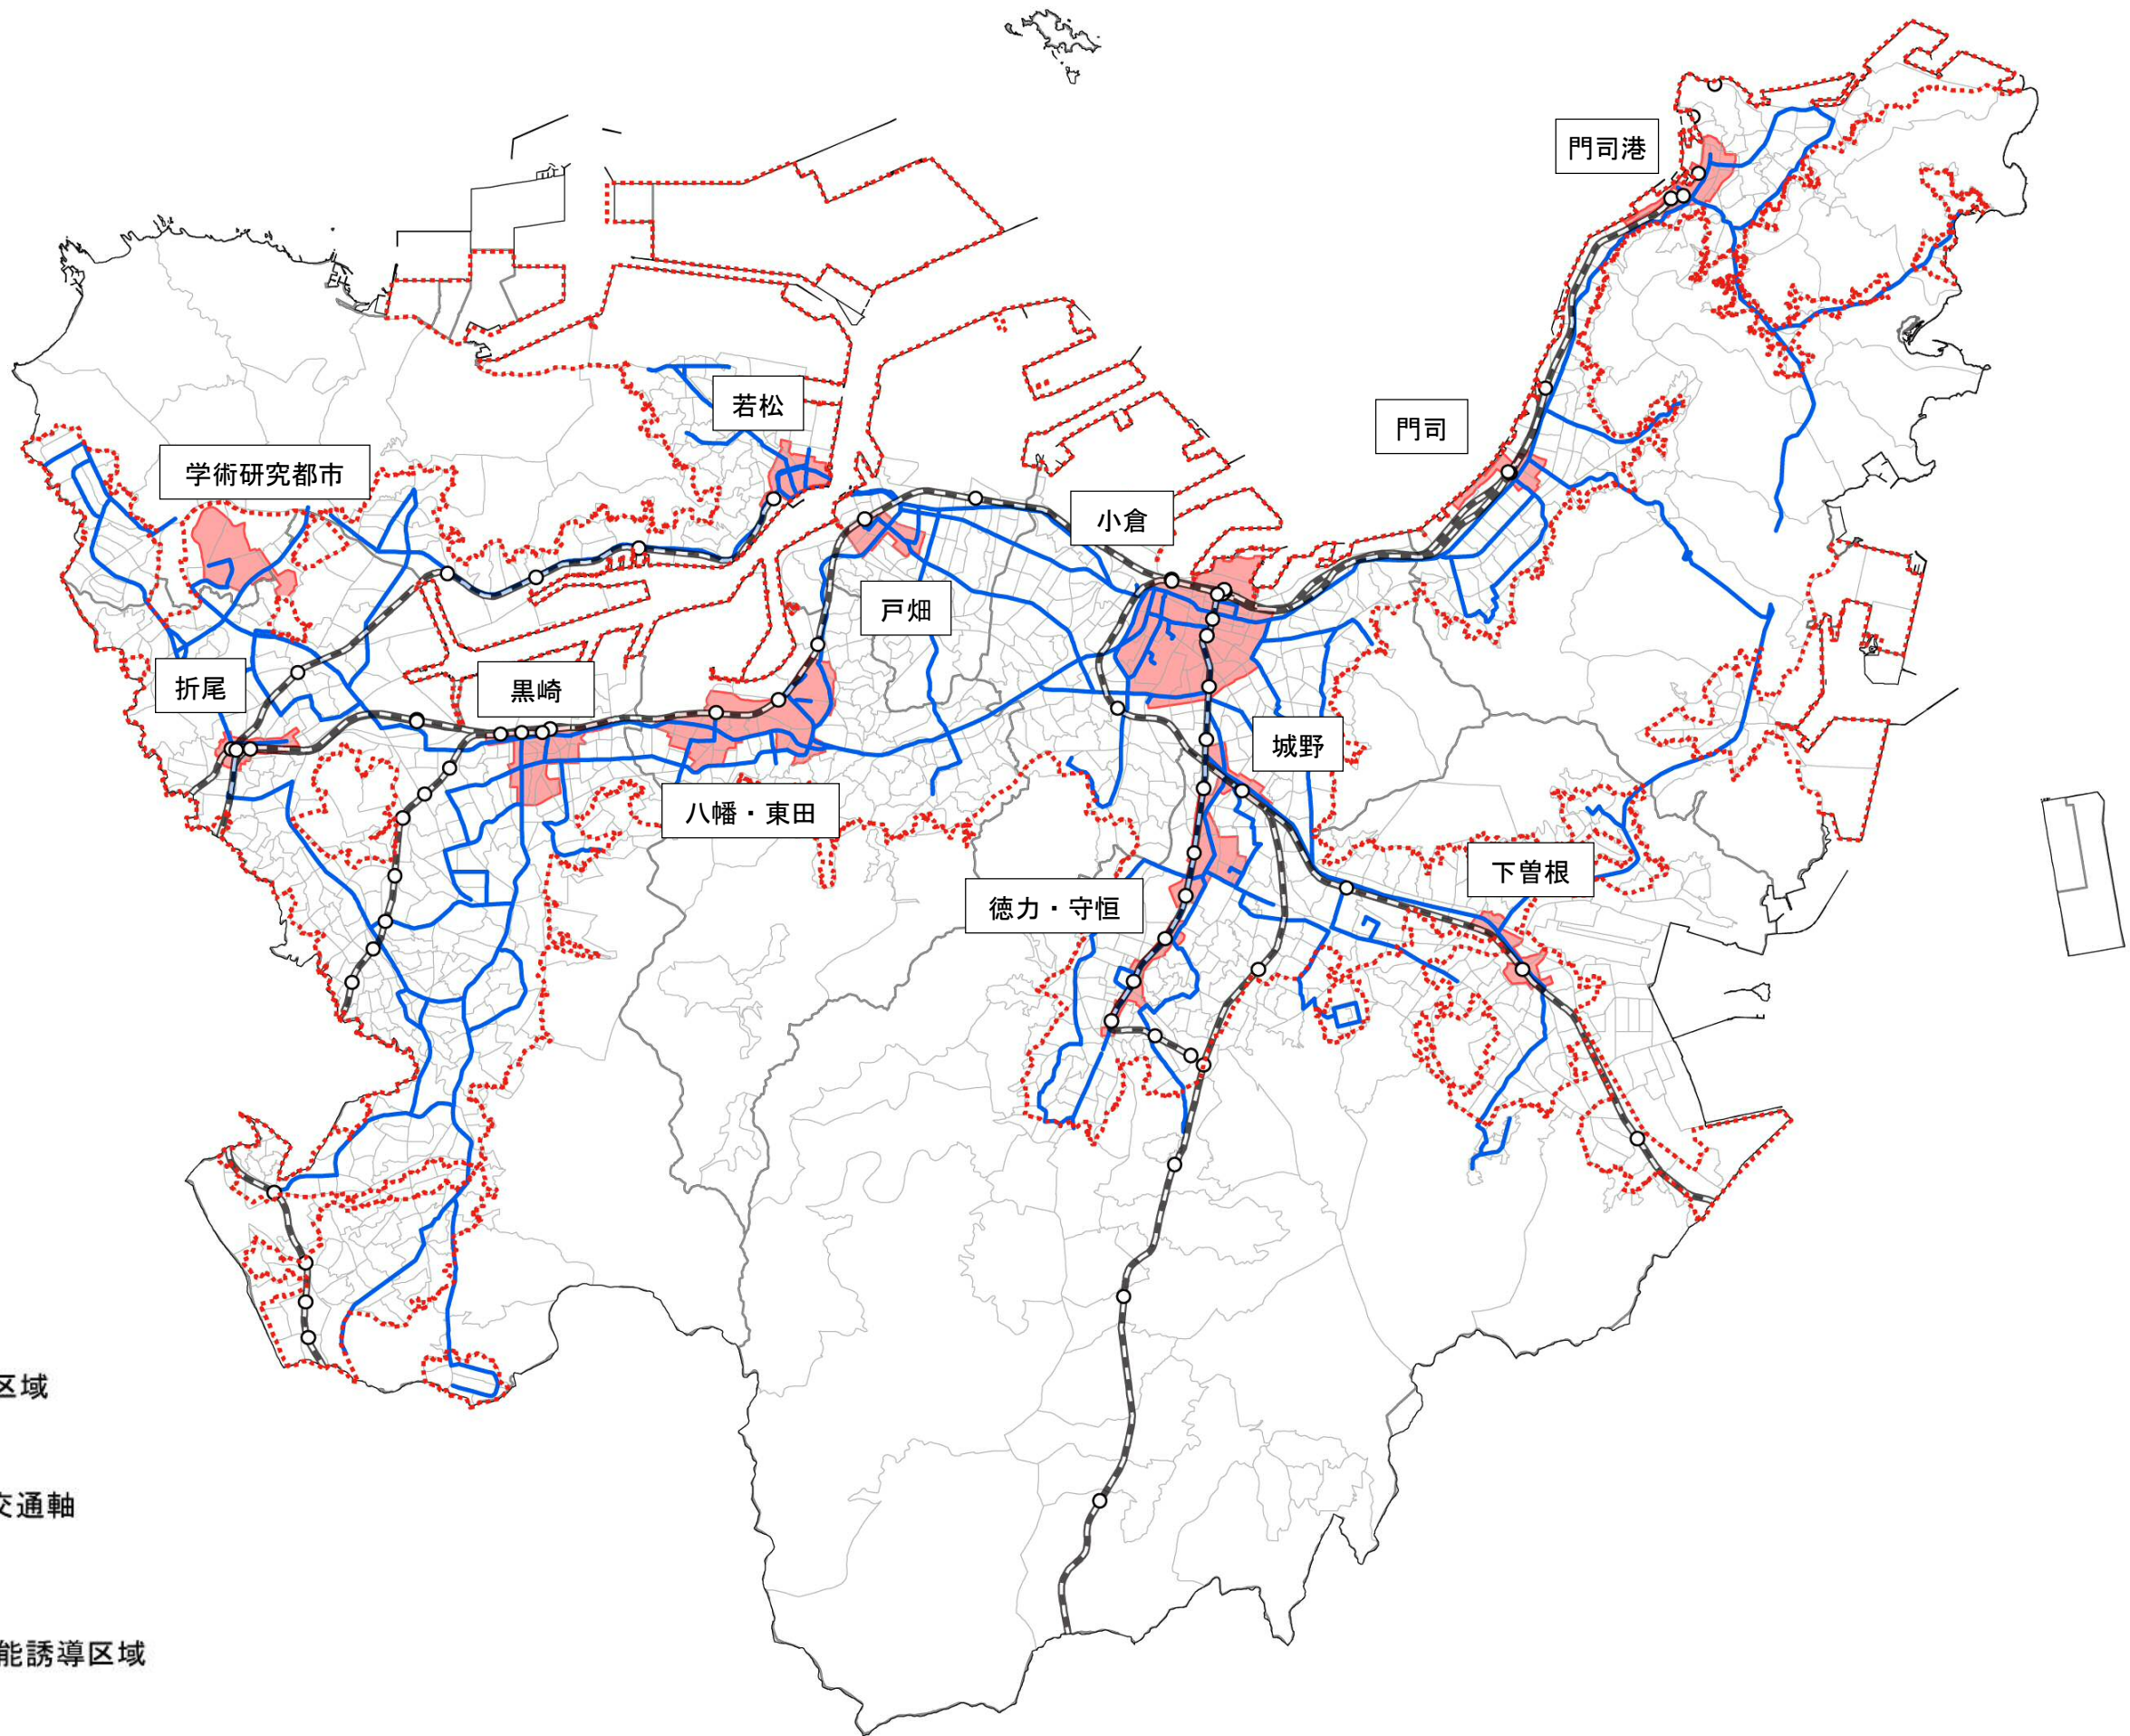 門司港
若松
門司
学術研究都市
小倉
戸畑
折尾
黒崎
城野
八幡・東田
下曽根
徳力・守恒
区域
交通軸
能誘導区域